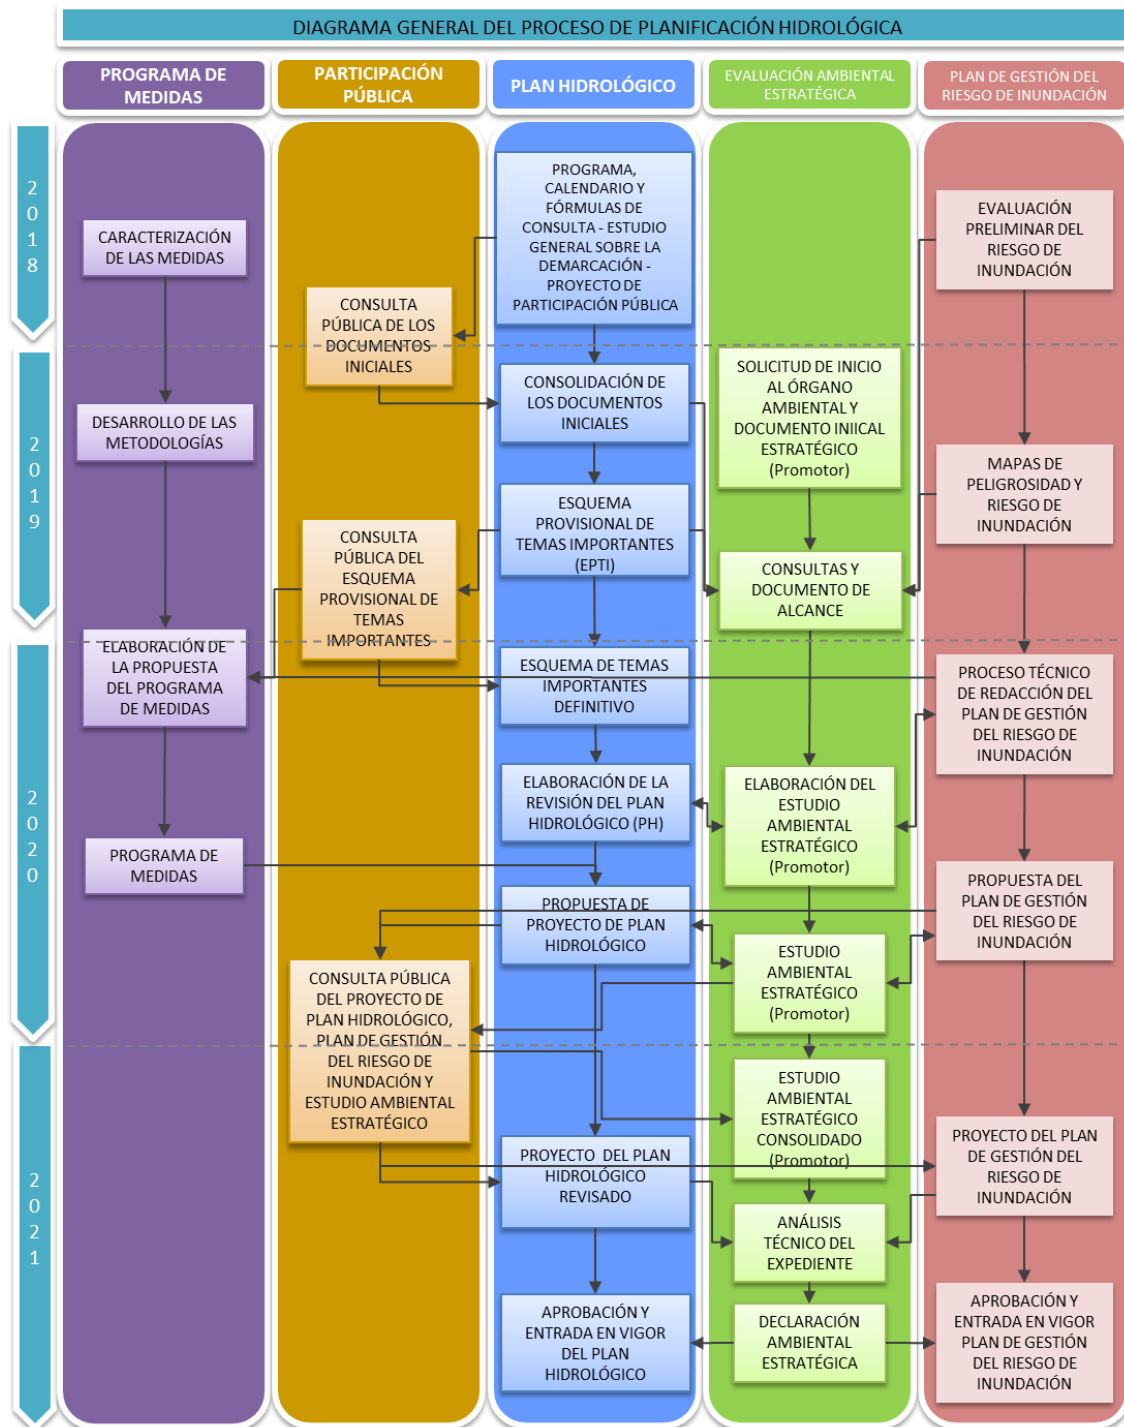 DIAGRAMA GENERAL DEL PROCESO DE PLANIFICACIÓN HIDROLÓGICA
PROGRAMA DE
MEDIDAS
PARTICIPACIÓN
PÚBLICA
PLAN HIDROLÓGICO
EVALUACIÓN AMBIENTAL
ESTRATÉGICA
PLAN DE GESTIÓN DEL
RIESGO DE INUNDACIÓN
2
0
1
8
2
0
1
9
2
0
2
0
2
0
2
1
CARACTERIZACIÓN
DE LAS MEDIDAS
DESARROLLO DE LAS
METODOLOGÍAS
ELABORACIÓN DE
LA PROPUESTA
DEL PROGRAMA
DE MEDIDAS
PROGRAMA DE
MEDIDAS
CONSULTA
PÚBLICA DE LOS
DOCUMENTOS
INICIALES
CONSULTA
PÚBLICA DEL
ESQUEMA
PROVISIONAL DE
TEMAS
IMPORTANTES
CONSULTA PÚBLICA
DEL PROYECTO DE
PLAN HIDROLÓGICO,
PLAN DE GESTIÓN
DEL RIESGO DE
INUNDACIÓN Y
ESTUDIO AMBIENTAL
ESTRATÉGICO
PROGRAMA,
CALENDARIO Y
FÓRMULAS DE
CONSULTA - ESTUDIO
GENERAL SOBRE LA
DEMARCACIÓN -
PROYECTO DE
PARTICIPACIÓN PÚBLICA
CONSOLIDACIÓN DE
LOS DOCUMENTOS
INICIALES
ESQUEMA
PROVISIONAL DE
TEMAS IMPORTANTES
(EPTI)
ESQUEMA DE TEMAS
IMPORTANTES
DEFINITIVO
ELABORACIÓN DE LA
REVISIÓN DEL PLAN
HIDROLÓGICO (PH)
PROPUESTA DE
PROYECTO DE PLAN
HIDROLÓGICO
PROYECTO DEL PLAN
HIDROLÓGICO
REVISADO
APROBACIÓN Y
ENTRADA EN VIGOR
DEL PLAN
HIDROLÓGICO
SOLICITUD DE INICIO
AL ÓRGANO
AMBIENTAL Y
DOCUMENTO INIICAL
ESTRATÉGICO
(Promotor)
CONSULTAS Y
DOCUMENTO DE
ALCANCE
ELABORACIÓN DEL
ESTUDIO
AMBIENTAL
ESTRATÉGICO
(Promotor)
ESTUDIO
AMBIENTAL
ESTRATÉGICO
(Promotor)
ESTUDIO
AMBIENTAL
ESTRATÉGICO
CONSOLIDADO
(Promotor)
ANÁLISIS
TÉCNICO DEL
EXPEDIENTE
DECLARACIÓN
AMBIENTAL
ESTRATÉGICA
EVALUACIÓN
PRELIMINAR DEL
RIESGO DE
INUNDACIÓN
MAPAS DE
PELIGROSIDAD Y
RIESGO DE
INUNDACIÓN
PROCESO TÉCNICO
DE REDACCIÓN DEL
PLAN DE GESTIÓN
DEL RIESGO DE
INUNDACIÓN
PROPUESTA DEL
PLAN DE GESTIÓN
DEL RIESGO DE
INUNDACIÓN
PROYECTO DEL PLAN
DE GESTIÓN DEL
RIESGO DE
INUNDACIÓN
APROBACIÓN Y
ENTRADA EN VIGOR
PLAN DE GESTIÓN
DEL RIESGO DE
INUNDACIÓN